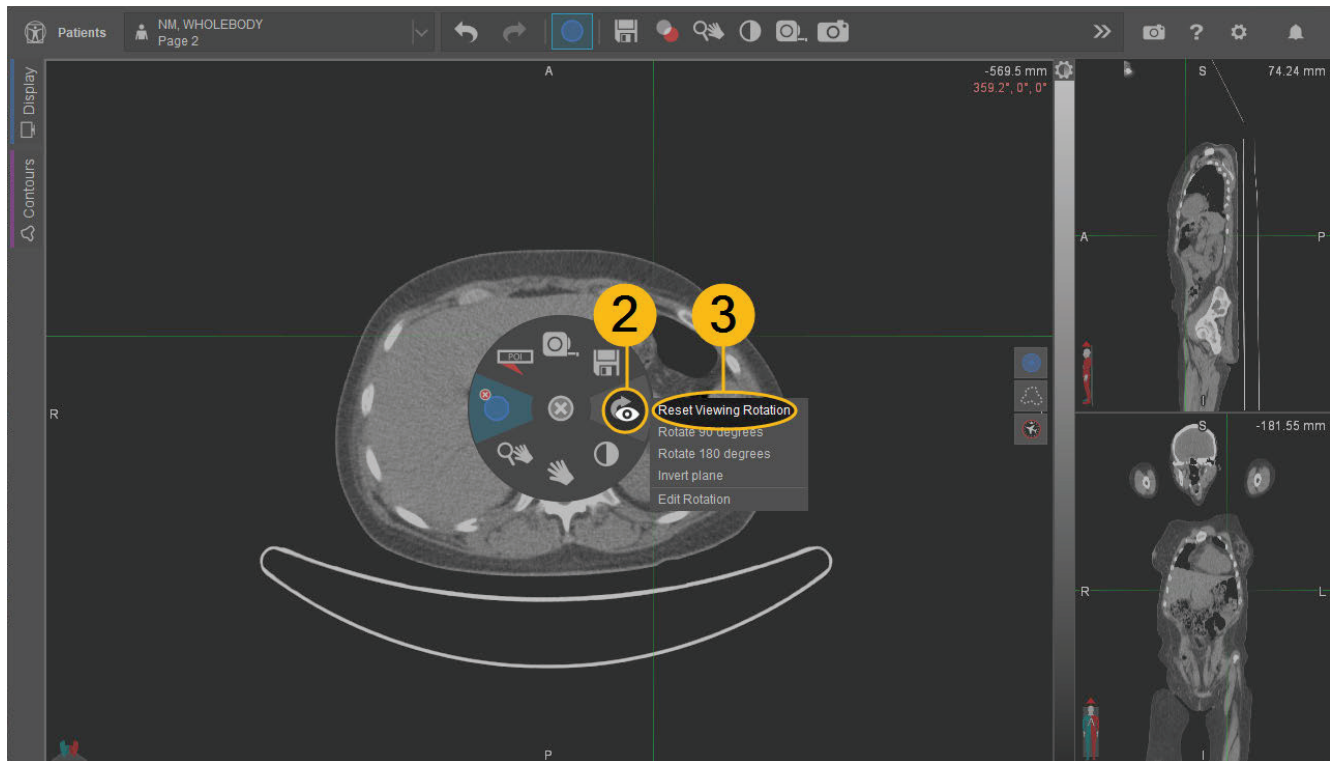 Patients
NM, WHOLEBODY
Page 2
?
Display
Contours
A
-569.5 mm
359.2°, 0°, 0°
R
P
POI
2
3
Reset Viewing Rotation
Rotate 90 degrees
Rotate 180 degrees
Invert plane
Edit Rotation
S
74.24 mm
A
P
I
S
-181.55 mm
R
L
I